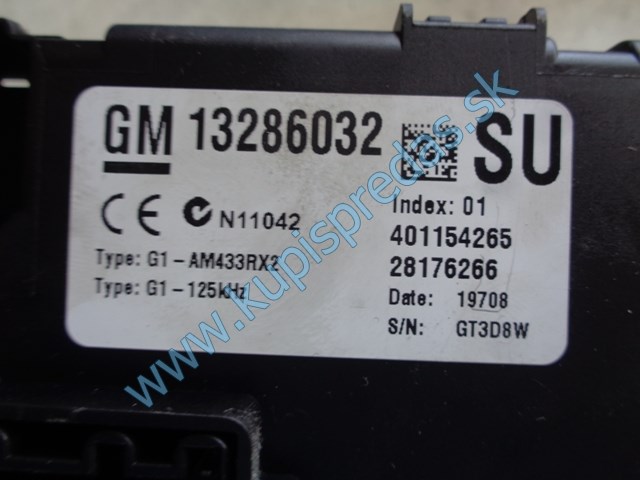 GM 13286032 SU
CE N11042
Index: 01
401154265
Type: G1-AM433RX2
28176266
Type: G1-125kHz
Date: 19708
S/N: GT3D8W
www.kupispredas.sk